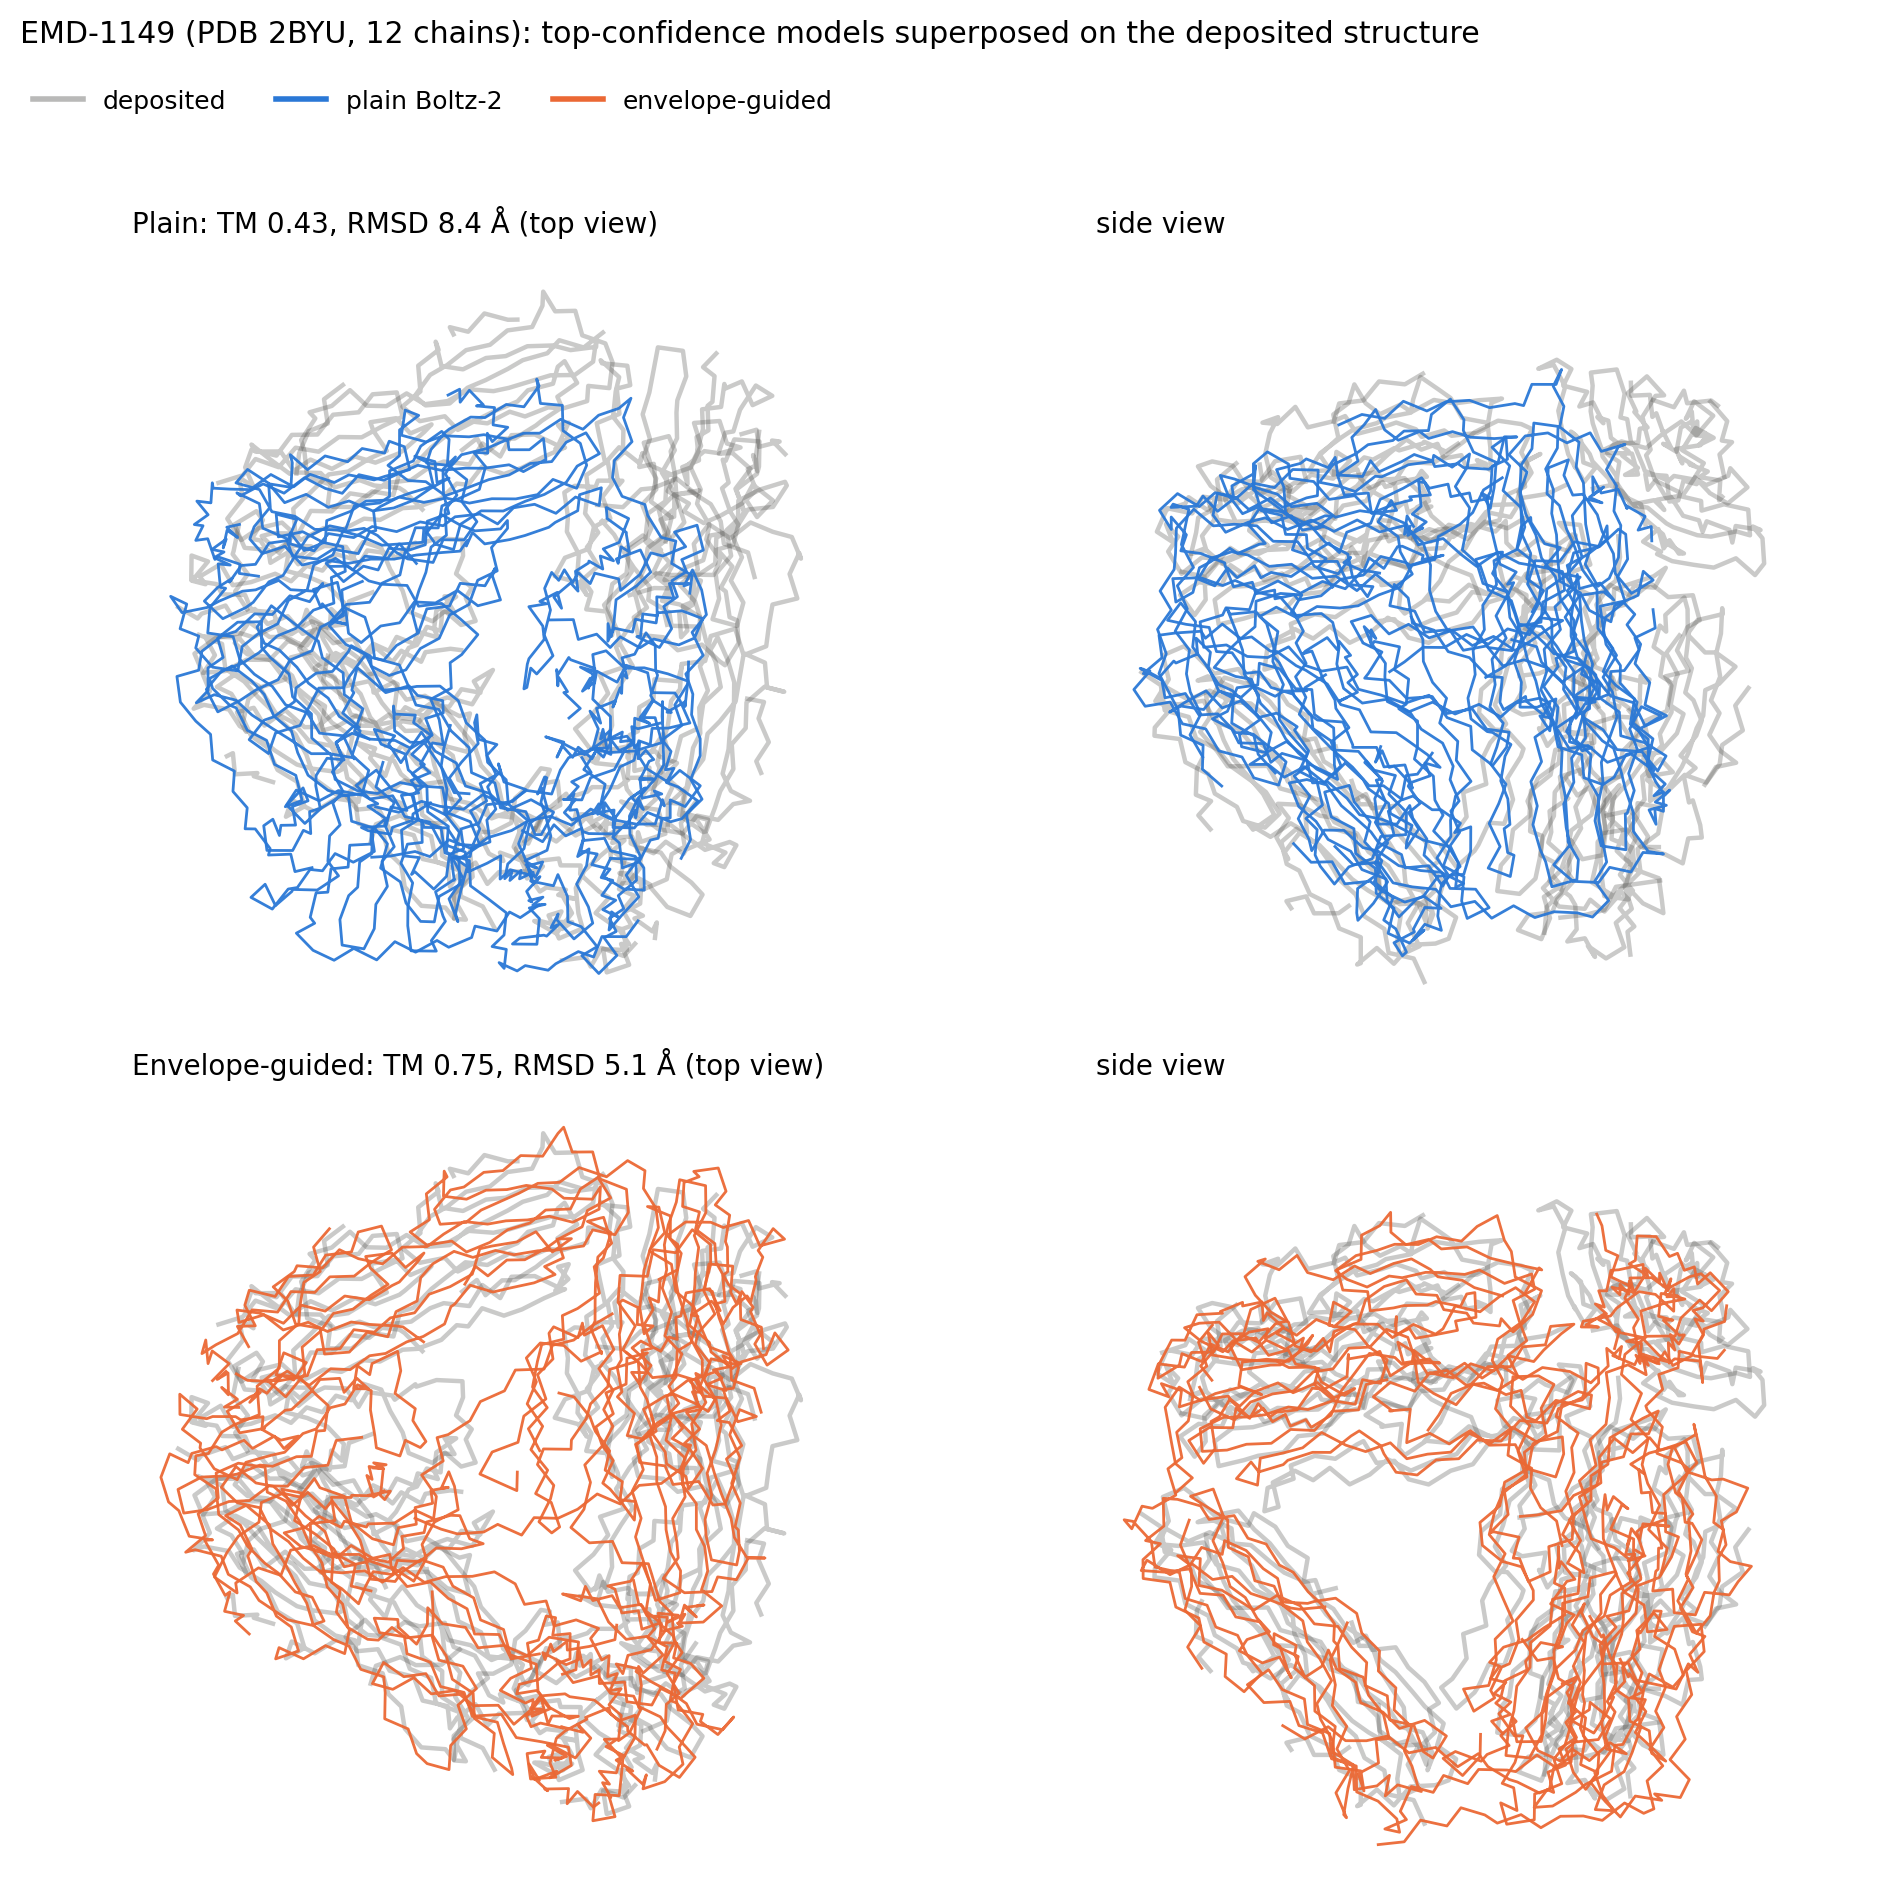 EMD-1149 (PDB 2BYU, 12 chains): top-confidence models superposed on the deposited structure
deposited
plain Boltz-2
envelope-guided
Plain: TM 0.43, RMSD 8.4 Å (top view)
side view
Envelope-guided: TM 0.75, RMSD 5.1 Å (top view)
side view